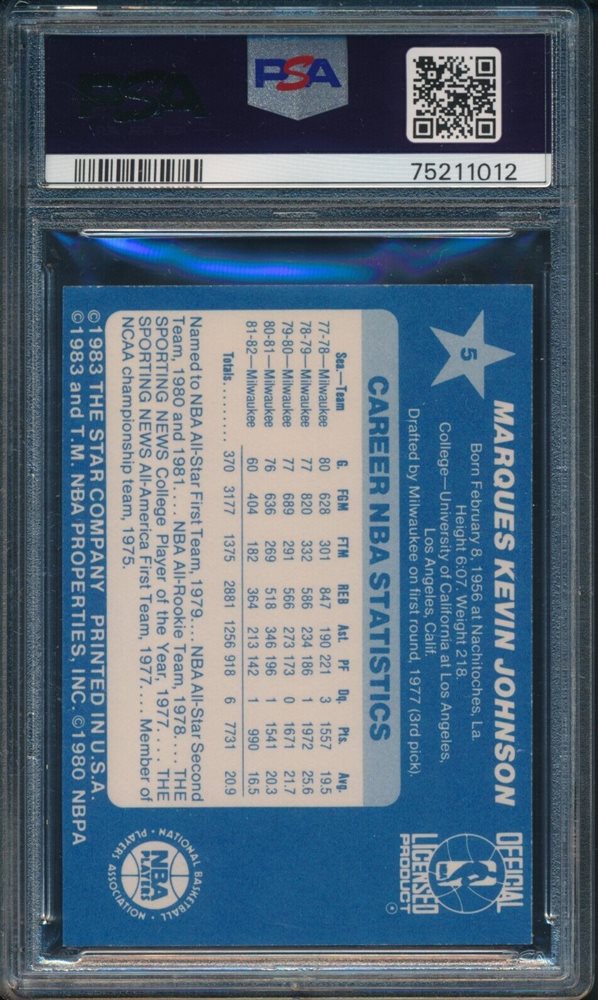 PSA
PSA
75211012
5
MARQUES KEVIN JOHNSON
Born February 8, 1956 at Nachitoches, La.
Height 6:07. Weight 218.
College—University of California at Los Angeles,
Los Angeles, Calif.
Drafted by Milwaukee on first round, 1977 (3rd pick).
OFFICIAL
LICENSED
PRODUCT
CAREER NBA STATISTICS
Sea.—Team G. FGM FTM REB Ast. PF Dq. Pts. Avg.
77-78—Milwaukee 80 628 301 847 190 221 3 1557 19.5
78-79—Milwaukee 77 820 332 586 234 186 1 1972 25.6
79-80—Milwaukee 77 689 291 566 273 173 0 1671 21.7
80-81—Milwaukee 76 636 269 518 346 196 1 1541 20.3
81-82—Milwaukee 60 404 182 364 213 142 1 990 16.5
Totals......... 370 3177 1375 2881 1256 918 6 7731 20.9
Named to NBA All-Star First Team, 1979.... NBA All-Star Second
Team, 1980 and 1981.... NBA All-Rookie Team, 1978.... THE
SPORTING NEWS College Player of the Year, 1977.... THE
SPORTING NEWS All-America First Team, 1977.... Member of
NCAA championship team, 1975.
NATIONAL BASKETBALL
NBA
PLAYERS
PLAYERS ASSOCIATION
©1983 THE STAR COMPANY PRINTED IN U.S.A.
©1983 and T.M. NBA PROPERTIES, INC. ©1980 NBPA